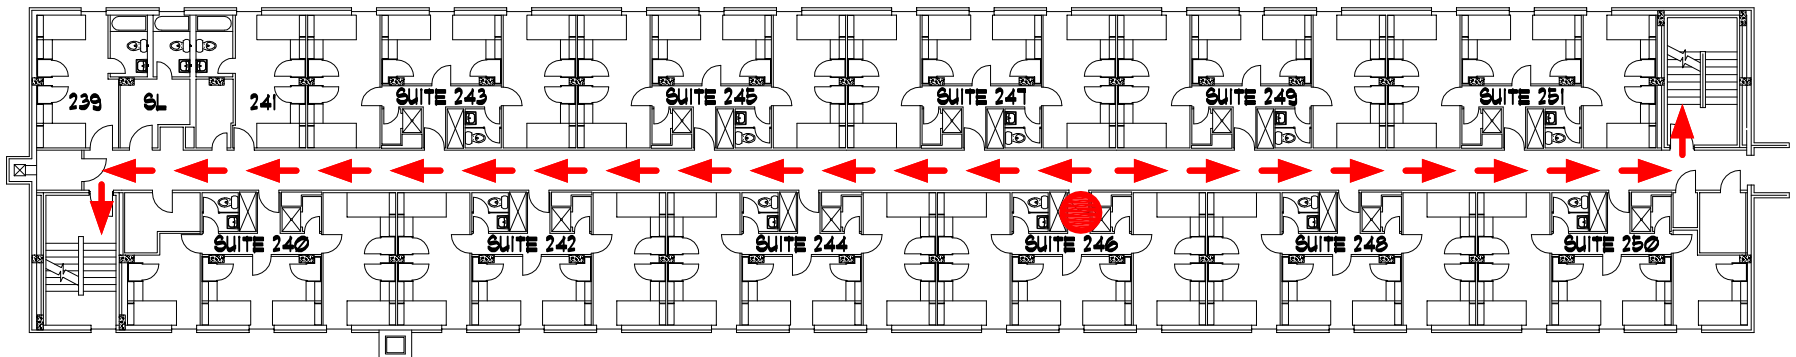 239
SL
241
SUITE 243
SUITE 245
SUITE 247
SUITE 249
SUITE 251
SUITE 240
SUITE 242
SUITE 244
SUITE 246
SUITE 248
SUITE 250